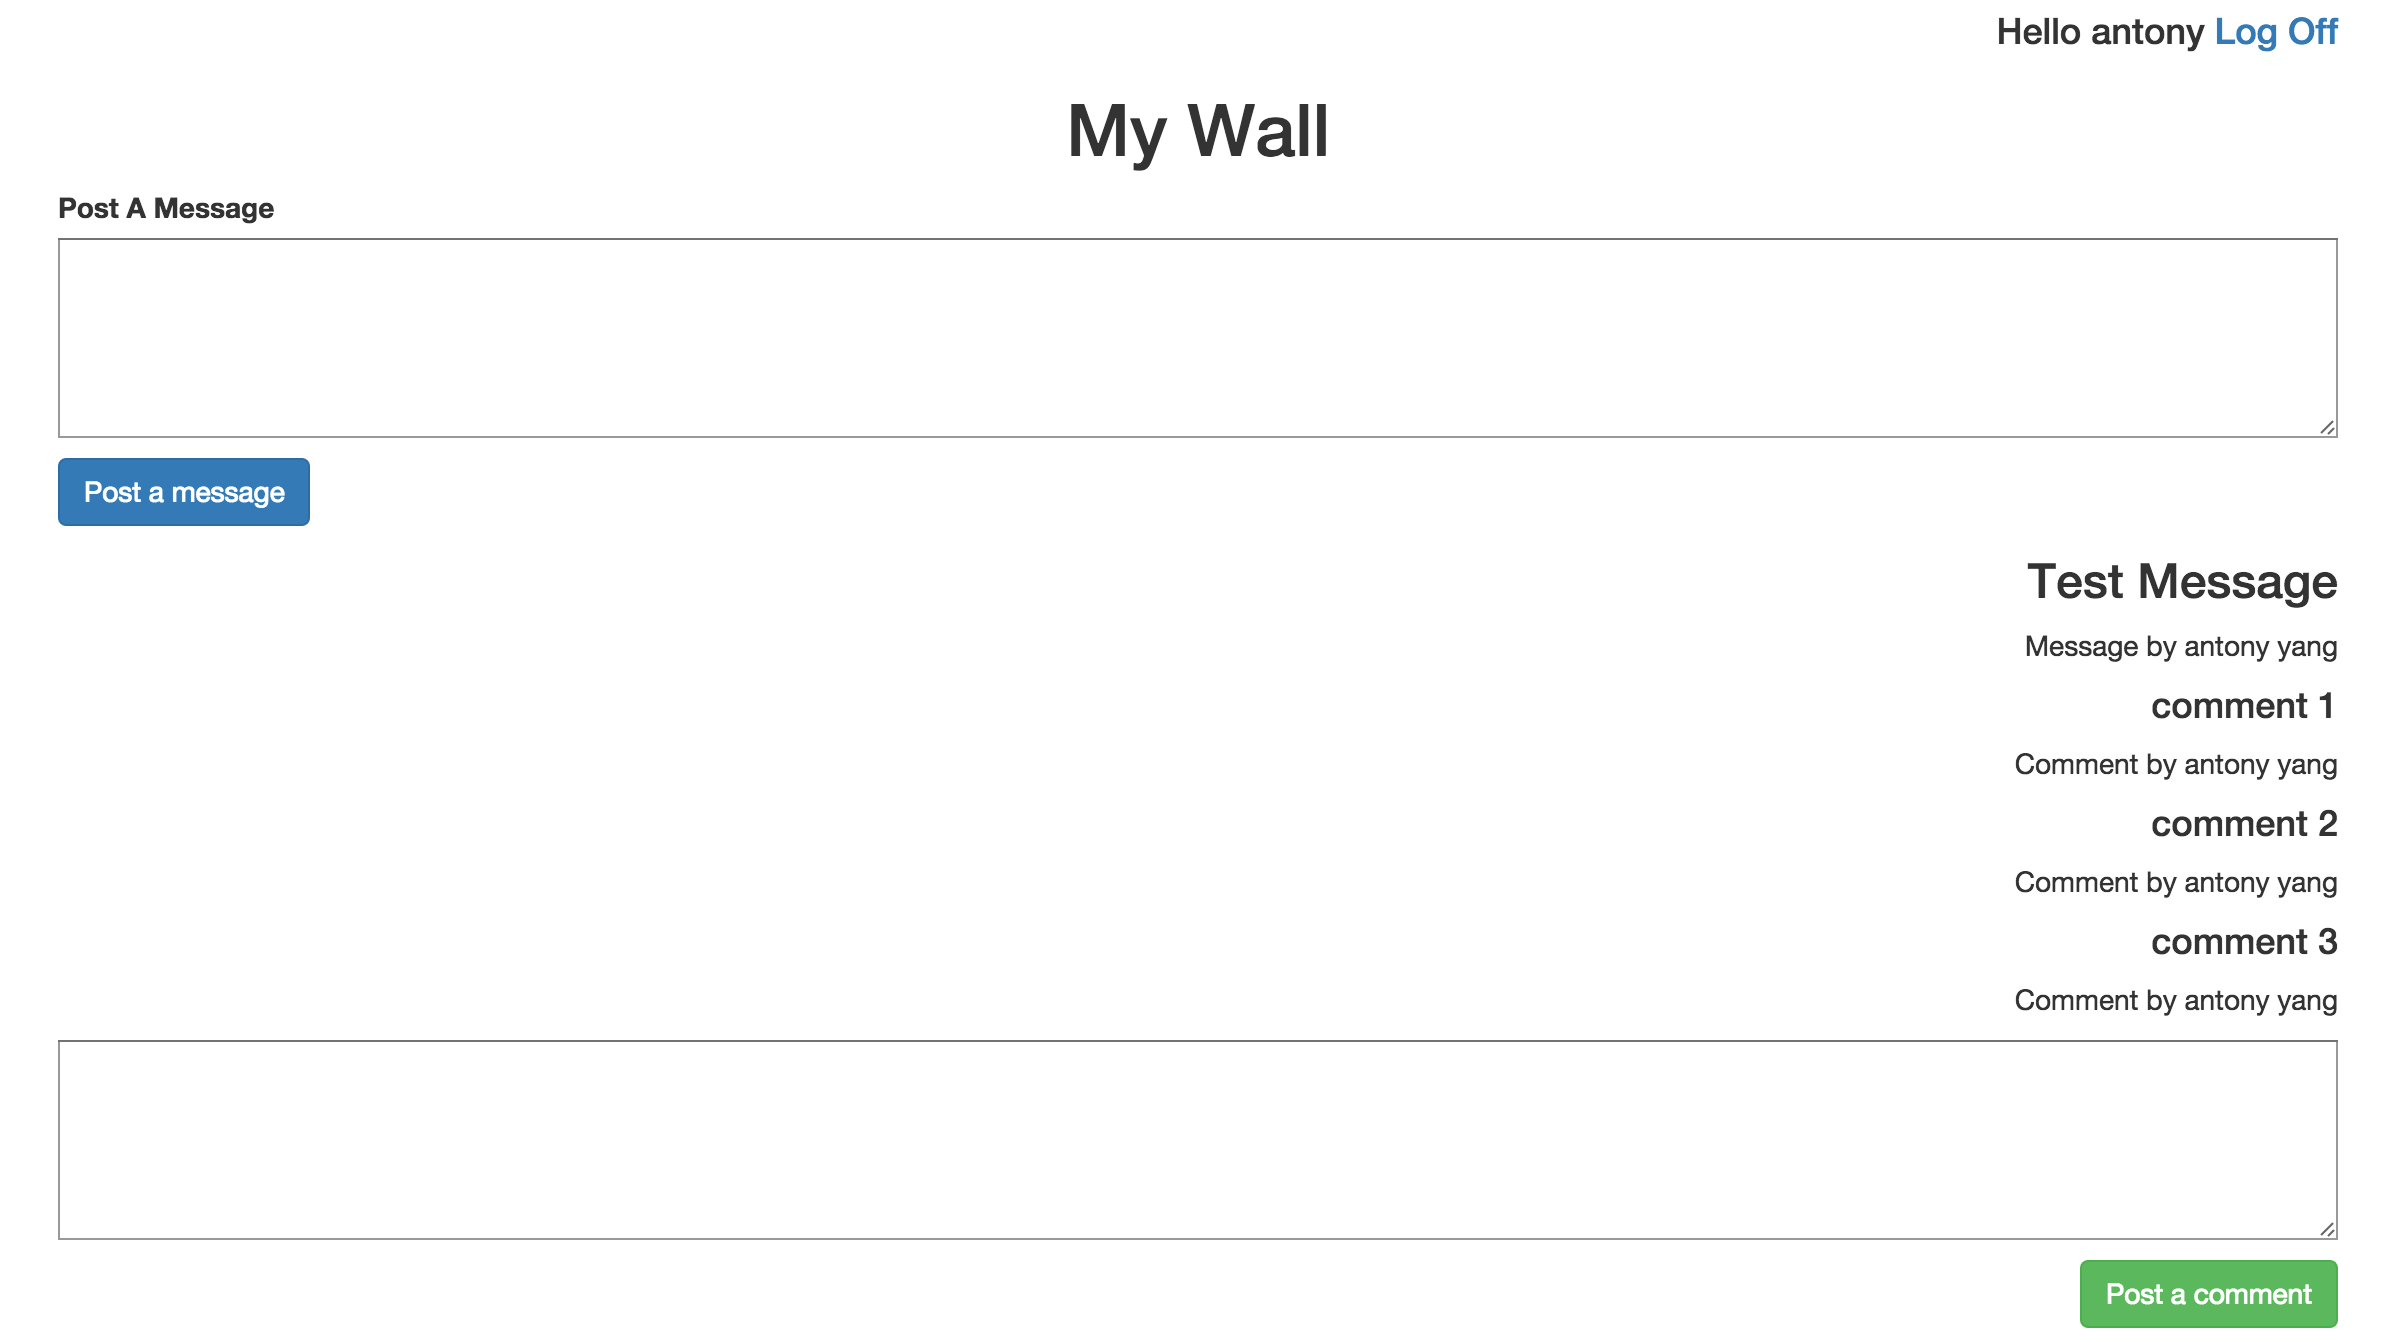 Hello antony Log Off
My Wall
Post A Message
Post a message
Test Message
Message by antony yang
comment 1
Comment by antony yang
comment 2
Comment by antony yang
comment 3
Comment by antony yang
Post a comment